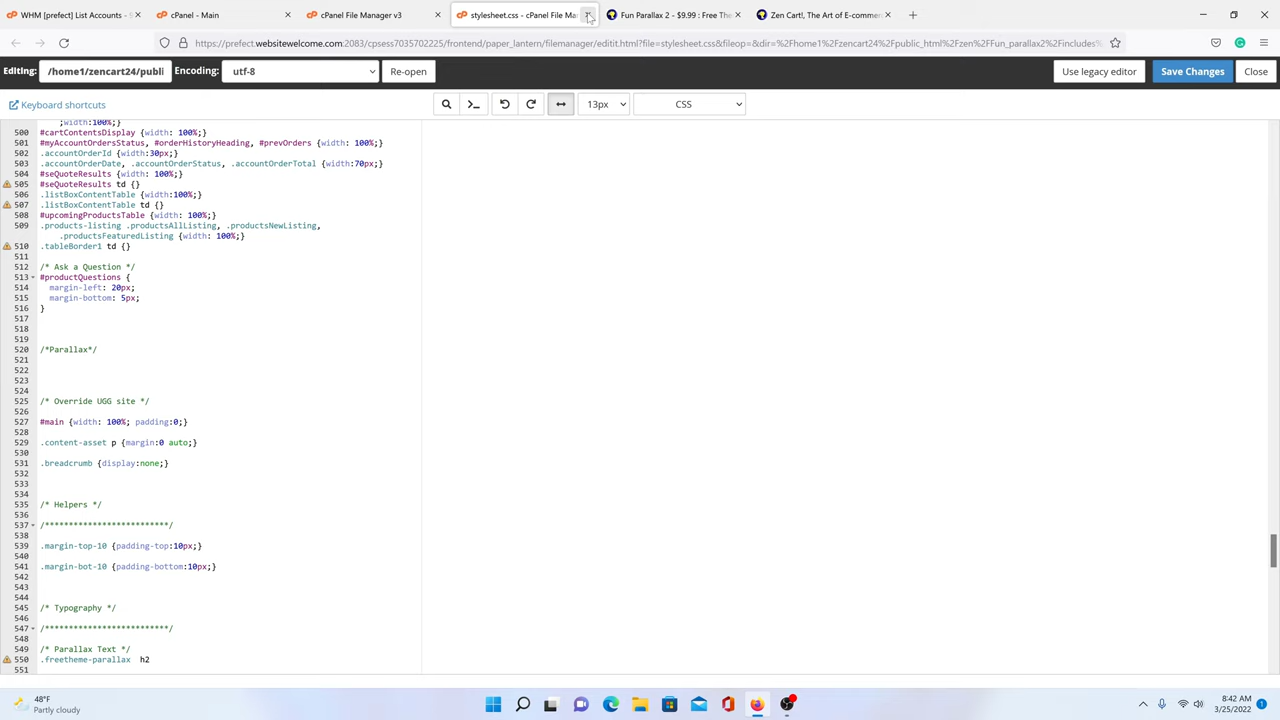 WHM [prefect] List Accounts - S
cPanel - Main
cPanel File Manager v3
stylesheet.css - cPanel File Ma
Fun Parallax 2 - $9.99 : Free The
Zen Cart!, The Art of E-comme
https://prefect.websitewelcome.com:2083/cpsess7035702225/frontend/paper_lantern/filemanager/editit.html?file=stylesheet.css&fileop=&dir=%2Fhome1%2Fzencart24%2Fpublic_html%2Fzen%2FFun_parallax2%2Fincludes%
Editing: /home1/zencart24/publi Encoding: utf-8 Re-open Use legacy editor Save Changes Close
Keyboard shortcuts 13px CSS
;width:100%;}
500 #cartContentsDisplay {width: 100%;}
501 #myAccountOrdersStatus, #orderHistoryHeading, #prevOrders {width: 100%;}
502 .accountOrderId {width:30px;}
503 .accountOrderDate, .accountOrderStatus, .accountOrderTotal {width:70px;}
504 #seQuoteResults {width: 100%;}
505 #seQuoteResults td {}
506 .listBoxContentTable {width:100%;}
507 .listBoxContentTable td {}
508 #upcomingProductsTable {width: 100%;}
509 .products-listing .productsAllListing, .productsNewListing,
.productsFeaturedListing {width: 100%;}
510 .tableBorder1 td {}
511
512 /* Ask a Question */
513 #productQuestions {
514 margin-left: 20px;
515 margin-bottom: 5px;
516 }
517
518
519
520 /*Parallax*/
521
522
523
524
525 /* Override UGG site */
526
527 #main {width: 100%; padding:0;}
528
529 .content-asset p {margin:0 auto;}
530
531 .breadcrumb {display:none;}
532
533
534
535 /* Helpers */
536
537 /**************************/
538
539 .margin-top-10 {padding-top:10px;}
540
541 .margin-bot-10 {padding-bottom:10px;}
542
543
544
545 /* Typography */
546
547 /**************************/
548
549 /* Parallax Text */
550 .freetheme-parallax h2
551
48°F
Partly cloudy
8:42 AM
3/25/2022
1